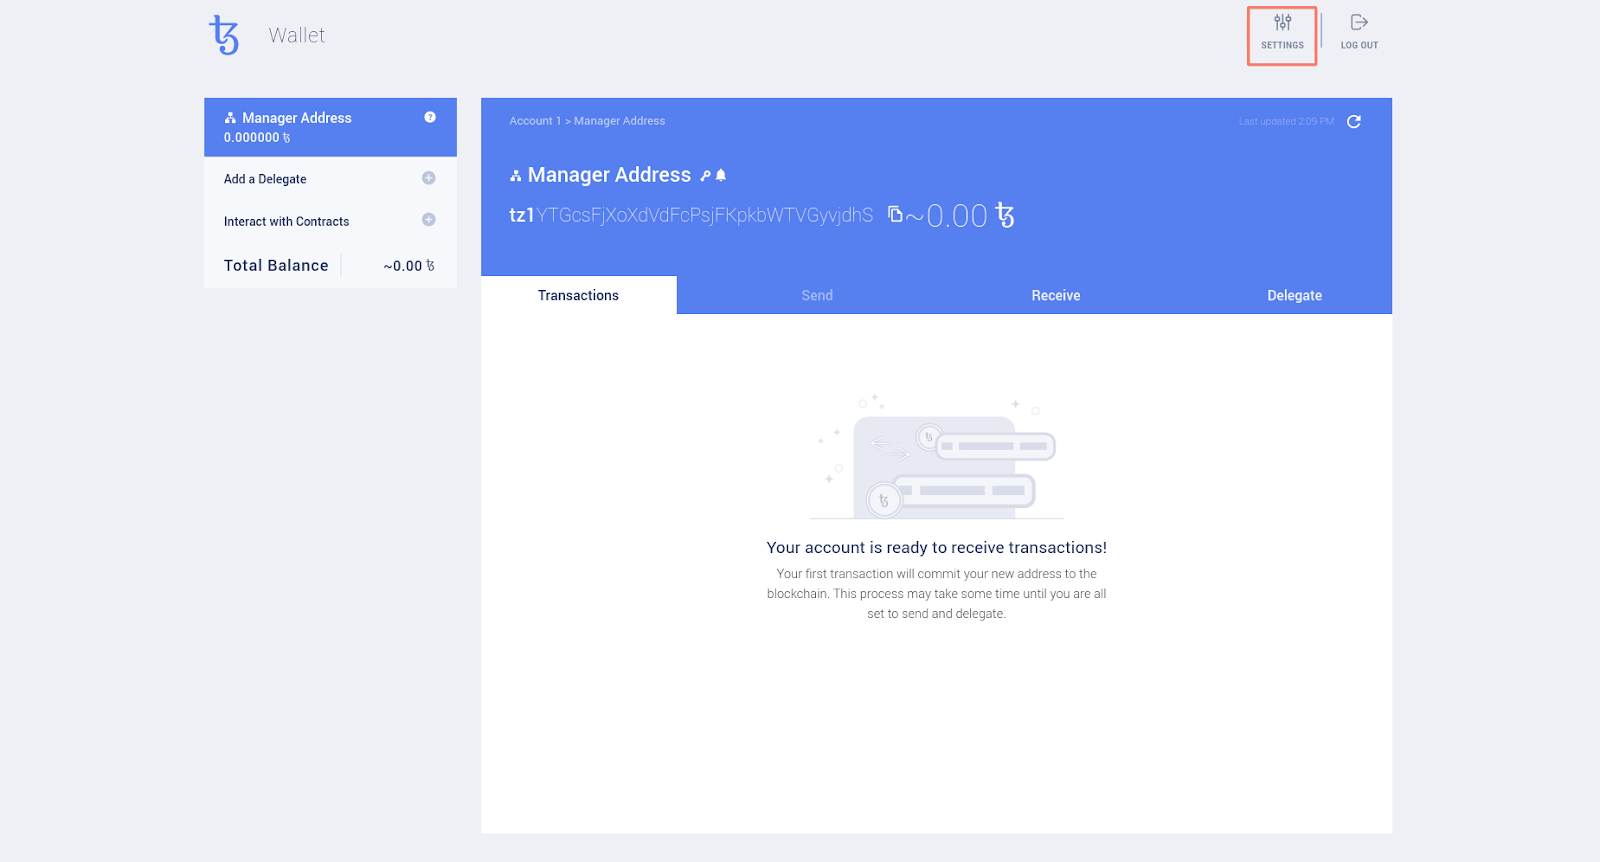 Wallet
SETTINGS
LOG OUT
Manager Address
0.000000 ꜩ
Add a Delegate
Interact with Contracts
Total Balance
~0.00 ꜩ
Account 1 > Manager Address
Last updated 2:09 PM
Manager Address
tz1YTGcsFjXoXdVdFcPsjFKpkbWTVGyvjdhS
~0.00 ꜩ
Transactions
Send
Receive
Delegate
Your account is ready to receive transactions!
Your first transaction will commit your new address to the
blockchain. This process may take some time until you are all
set to send and delegate.